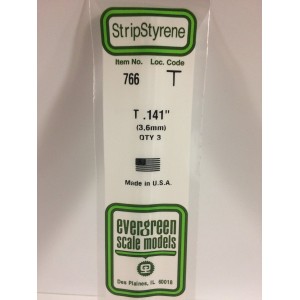 StripStyrene
Item No. Loc. Code
766 T
T .141"
(3,6mm)
QTY 3
Made in U.S.A.
evergreen
scale models
Des Plaines, IL 60018